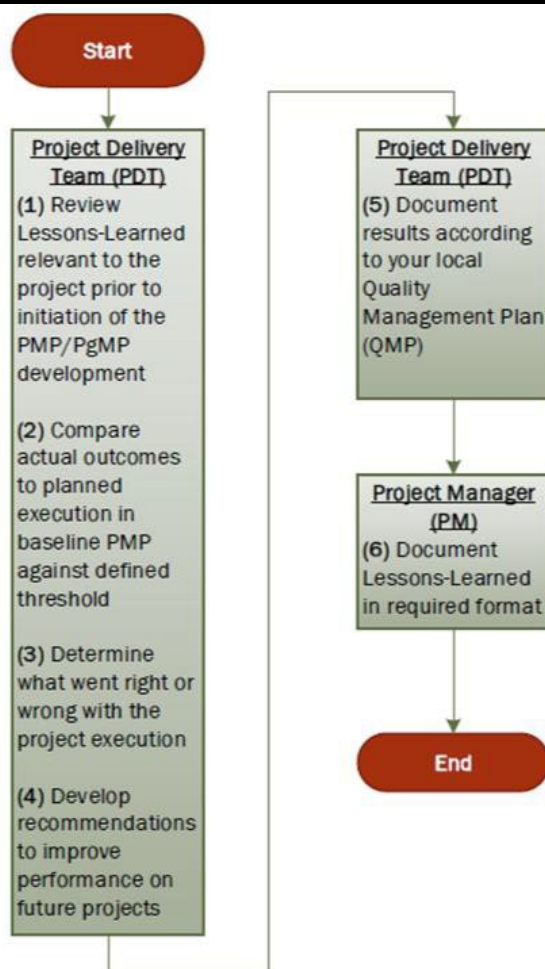 Start
Project Delivery
Team (PDT)
(1) Review
Lessons-Learned
relevant to the
project prior to
initiation of the
PMP/PgMP
development
(2) Compare
actual outcomes
to planned
execution in
baseline PMP
against defined
threshold
(3) Determine
what went right or
wrong with the
project execution
(4) Develop
recommendations
to improve
performance on
future projects
Project Delivery
Team (PDT)
(5) Document
results according
to your local
Quality
Management Plan
(QMP)
Project Manager
(PM)
(6) Document
Lessons-Learned
in required format
End